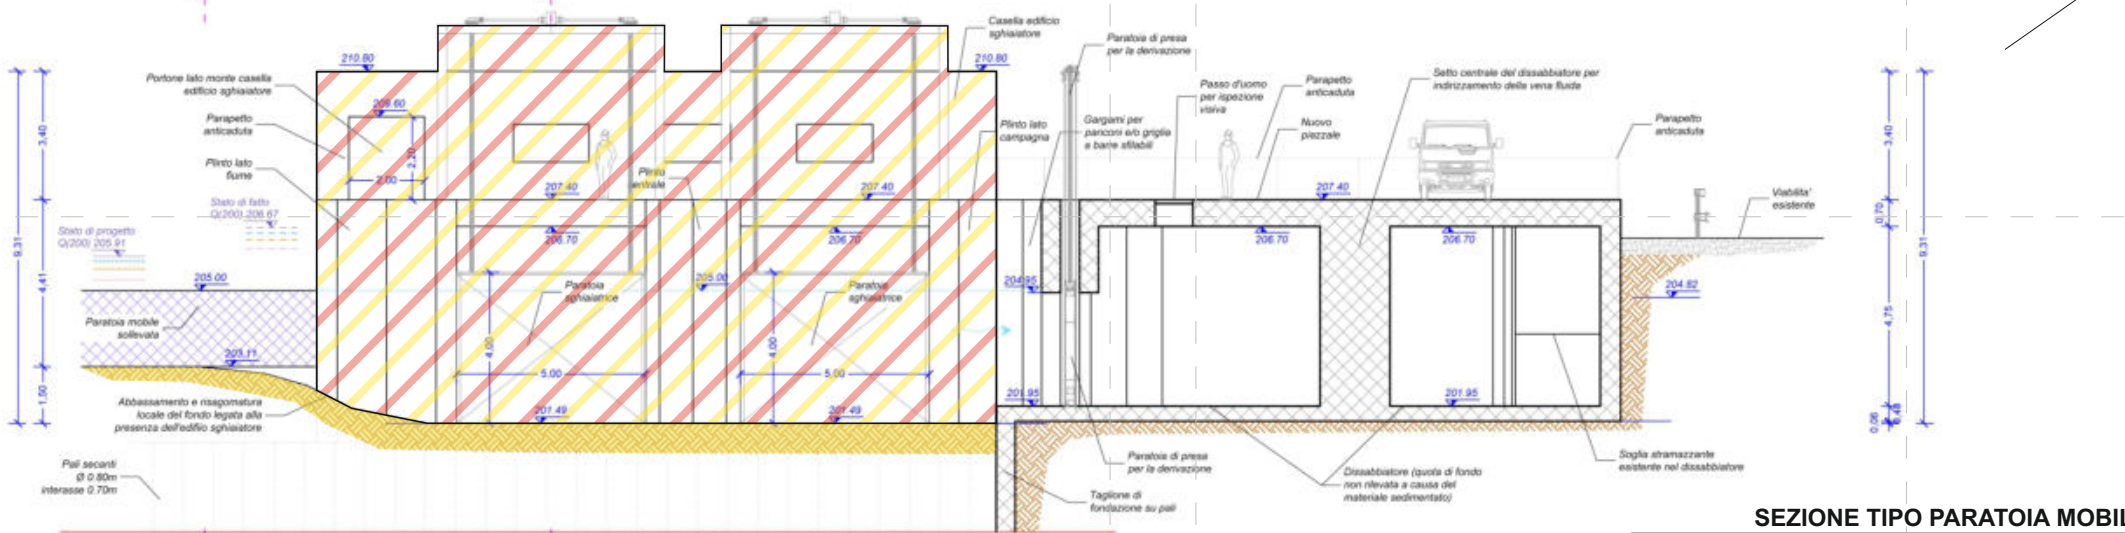 Casella edificio
sghiaiatore
210.80
210.80
Portone lato monte casella
edificio sghiaiatore
209.60
Parapetto
anticaduta
Plinto lato
fiume
2,20
2.00
Stato di fatto
Q(200) 206.67
Stato di progetto
Q(200) 205.91
205.00
Paratoia mobile
sollevata
203.11
Abbassamento e risagomatura
locale del fondo legata alla
presenza dell'edifiio sghiaiatore
Pali secanti
Ø 0.80m
interasse 0.70m
9,31
3,40
4,41
1,50
207.40
Plinto
centrale
207.40
206.70
206.70
205.00
Paratoia
sghiaiatrice
Paratoia
sghiaiatrice
4.00
4.00
5.00
5.00
201.49
201.49
Plinto lato
campagna
Paratoia di presa
per la derivazione
Gargami per
panconi e/o griglia
a barre sfilabili
Passo d'uomo
per ispezione
visiva
Parapetto
anticaduta
Nuovo
piazzale
Setto centrale del dissabbiatore per
indirizzamento della vena fluida
Parapetto
anticaduta
Viabilita'
esistente
207.40
206.70
206.70
204.95
204.82
201.95
201.95
Paratoia di presa
per la derivazione
Taglione di
fondazione su pali
Dissabbiatore (quota di fondo
non rilevata a causa del
materiale sedimentato)
Soglia stramazzante
esistente nel dissabbiatore
3,40
0,70
4,75
0,06
9,31
SEZIONE TIPO PARATOIA MOBIL